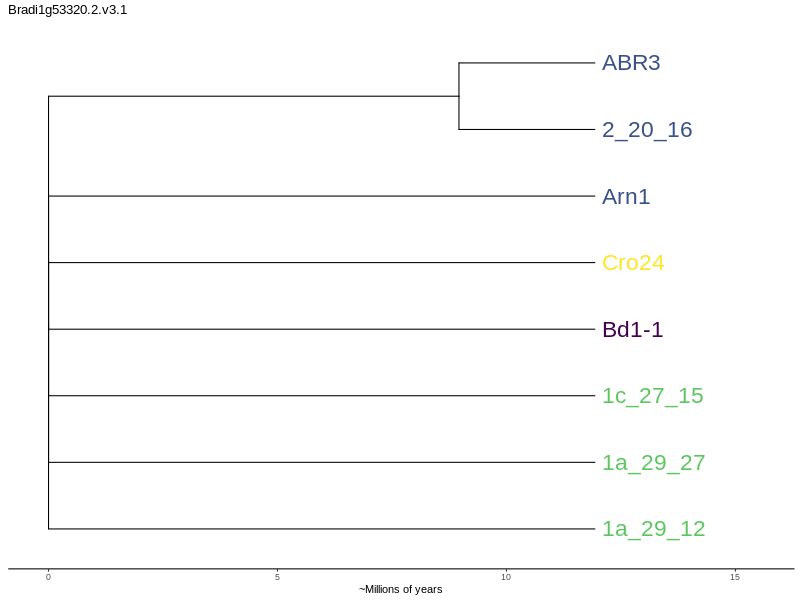 Bradi1g53320.2.v3.1
ABR3
2_20_16
Arn1
Cro24
Bd1-1
1c_27_15
1a_29_27
1a_29_12
0 5 10 15
~Millions of years